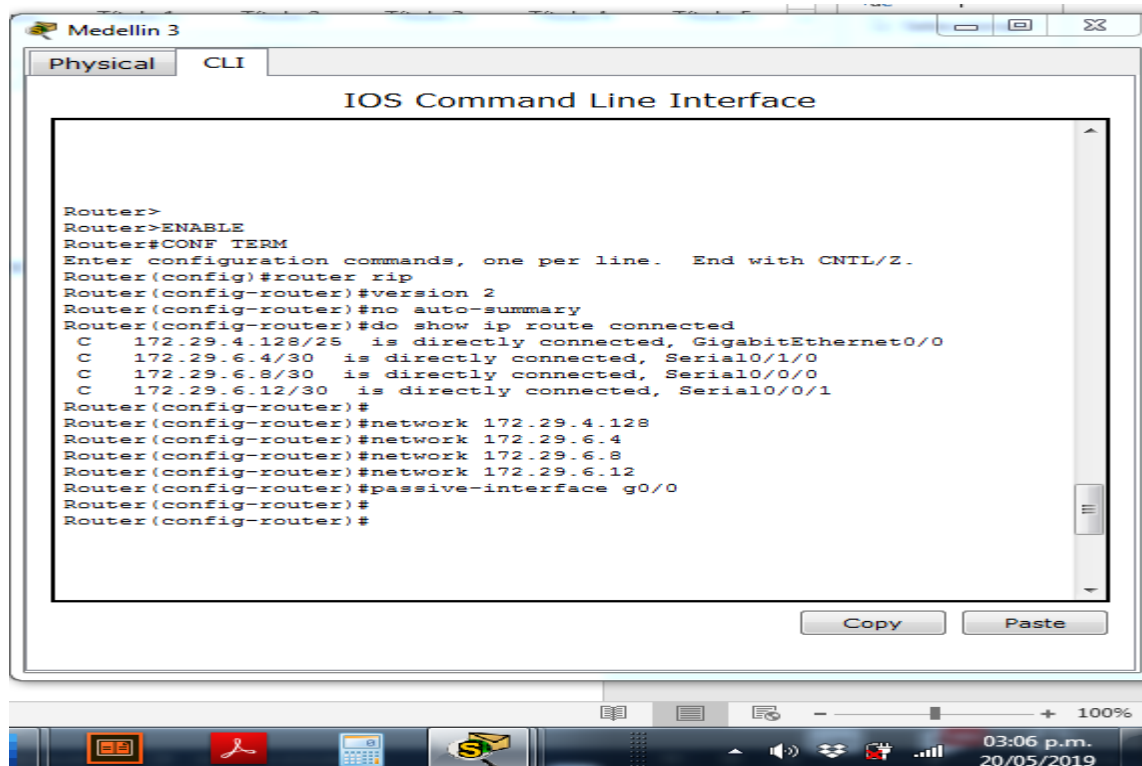 Medellin 3
Physical CLI
IOS Command Line Interface
Router>
Router>ENABLE
Router#CONF TERM
Enter configuration commands, one per line.  End with CNTL/Z.
Router(config)#router rip
Router(config-router)#version 2
Router(config-router)#no auto-summary
Router(config-router)#do show ip route connected
C   172.29.4.128/25  is directly connected, GigabitEthernet0/0
C   172.29.6.4/30  is directly connected, Serial0/1/0
C   172.29.6.8/30  is directly connected, Serial0/0/0
C   172.29.6.12/30  is directly connected, Serial0/0/1
Router(config-router)#
Router(config-router)#network 172.29.4.128
Router(config-router)#network 172.29.6.4
Router(config-router)#network 172.29.6.8
Router(config-router)#network 172.29.6.12
Router(config-router)#passive-interface g0/0
Router(config-router)#
Router(config-router)#
Copy Paste
100%
03:06 p.m.
20/05/2019